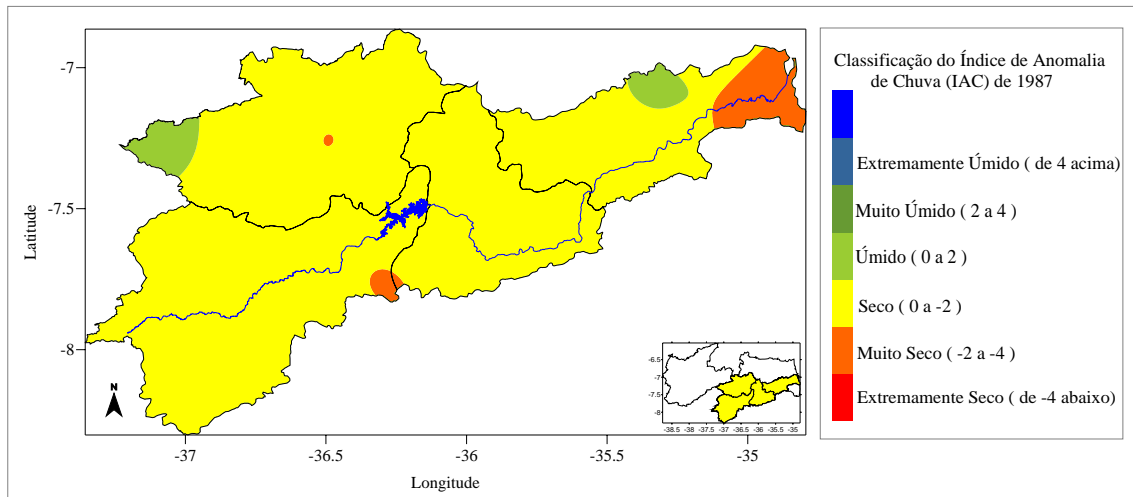 -7
-7.5
-8
Latitude
-37
-36.5
-36
-35.5
-35
Longitude
N
-6.5
-7
-7.5
-8
-38.5 -38 -37.5 -37 -36.5 -36 -35.5 -35
Classificação do Índice de Anomalia
de Chuva (IAC) de 1987
Extremamente Úmido ( de 4 acima)
Muito Úmido ( 2 a 4 )
Úmido ( 0 a 2 )
Seco ( 0 a -2 )
Muito Seco ( -2 a -4 )
Extremamente Seco ( de -4 abaixo)